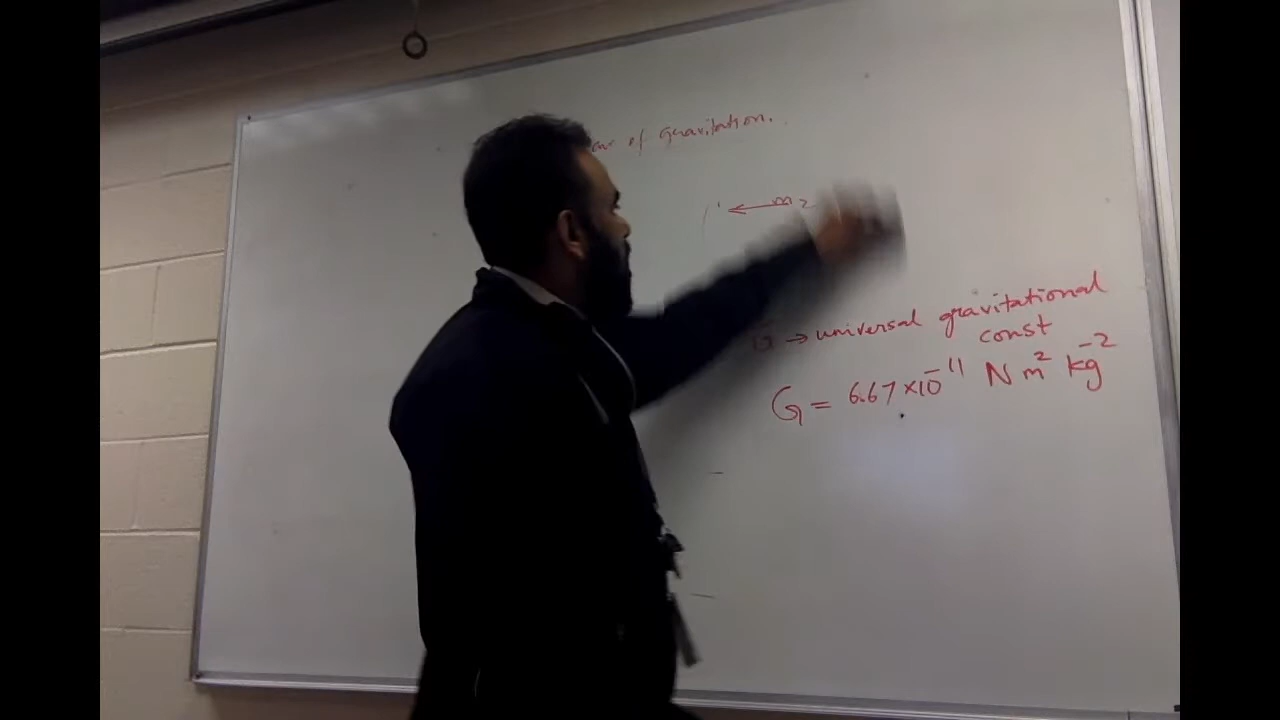 of gravitation.
m₂
G → universal gravitational
const
G = 6.67 × 10⁻¹¹ N m² kg⁻²